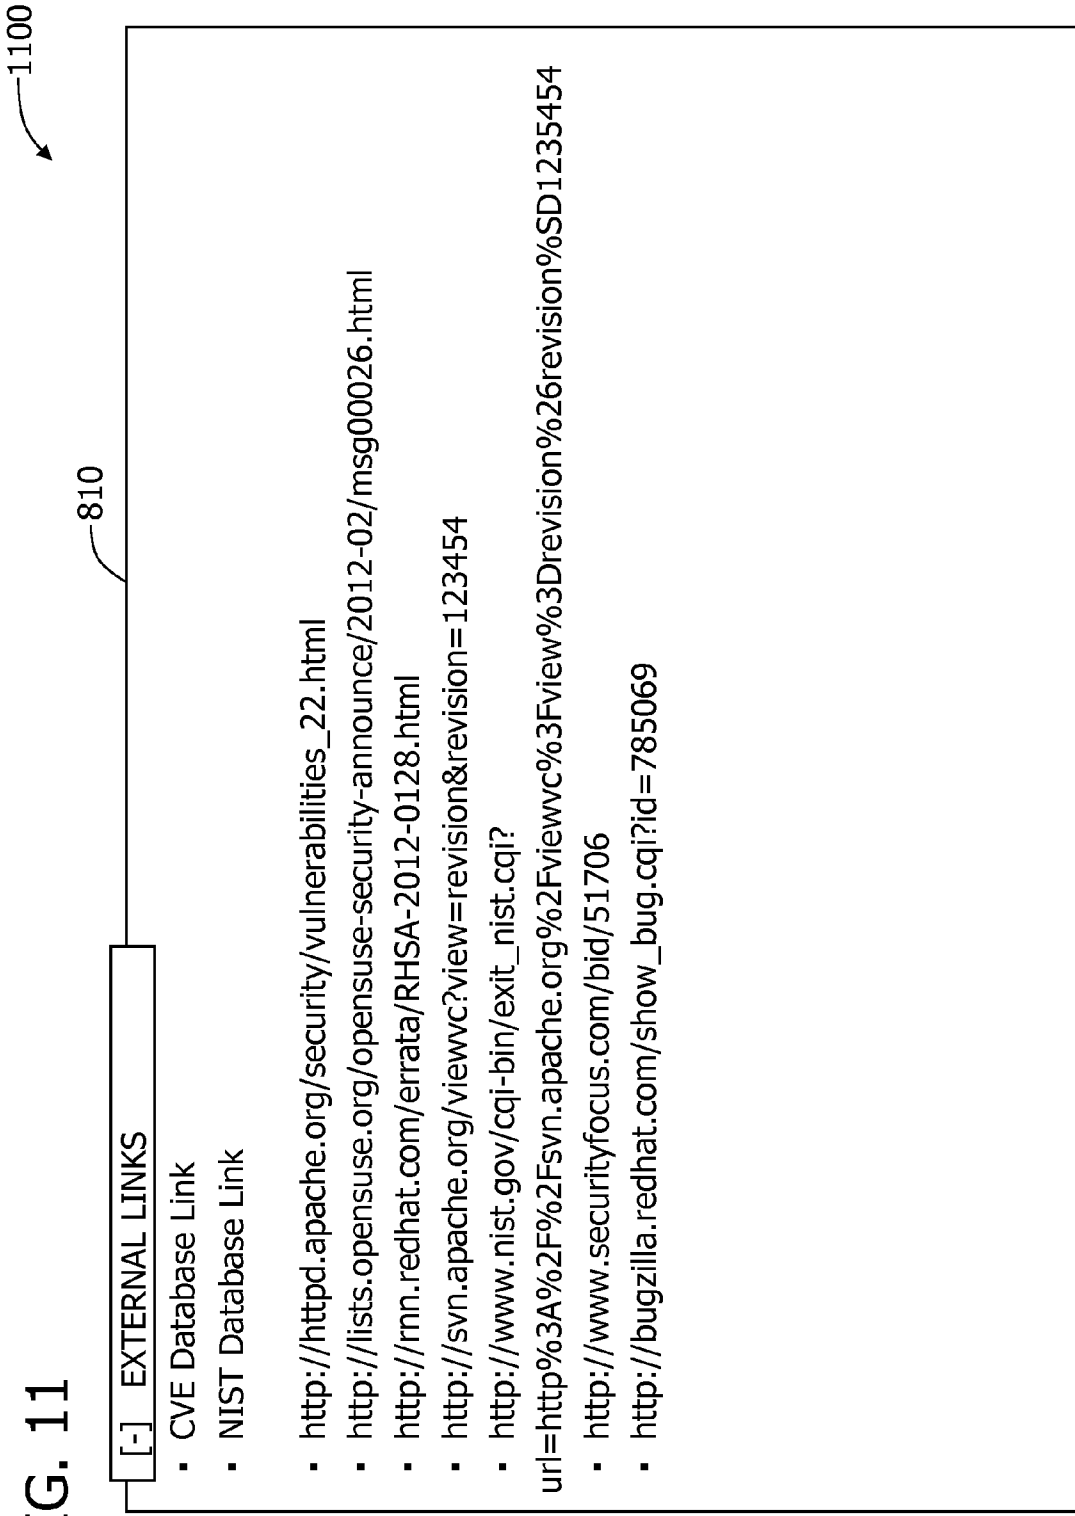 G. 11
1100
810
[-] EXTERNAL LINKS
▪ CVE Database Link
▪ NIST Database Link
▪ http://httpd.apache.org/security/vulnerabilities_22.html
▪ http://lists.opensuse.org/opensuse-security-announce/2012-02/msg00026.html
▪ http://rnn.redhat.com/errata/RHSA-2012-0128.html
▪ http://svn.apache.org/viewvc?view=revision&revision=123454
▪ http://www.nist.gov/cqi-bin/exit_nist.cqi?
url=http%3A%2F%2Fsvn.apache.org%2Fviewvc%3Fview%3Drevision%26revision%SD1235454
▪ http://www.securityfocus.com/bid/51706
▪ http://bugzilla.redhat.com/show_bug.cqi?id=785069